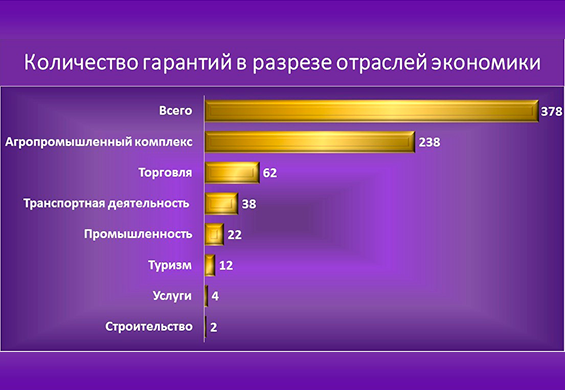 Количество гарантий в разрезе отраслей экономики
Всего 378
Агропромышленный комплекс 238
Торговля 62
Транспортная деятельность 38
Промышленность 22
Туризм 12
Услуги 4
Строительство 2